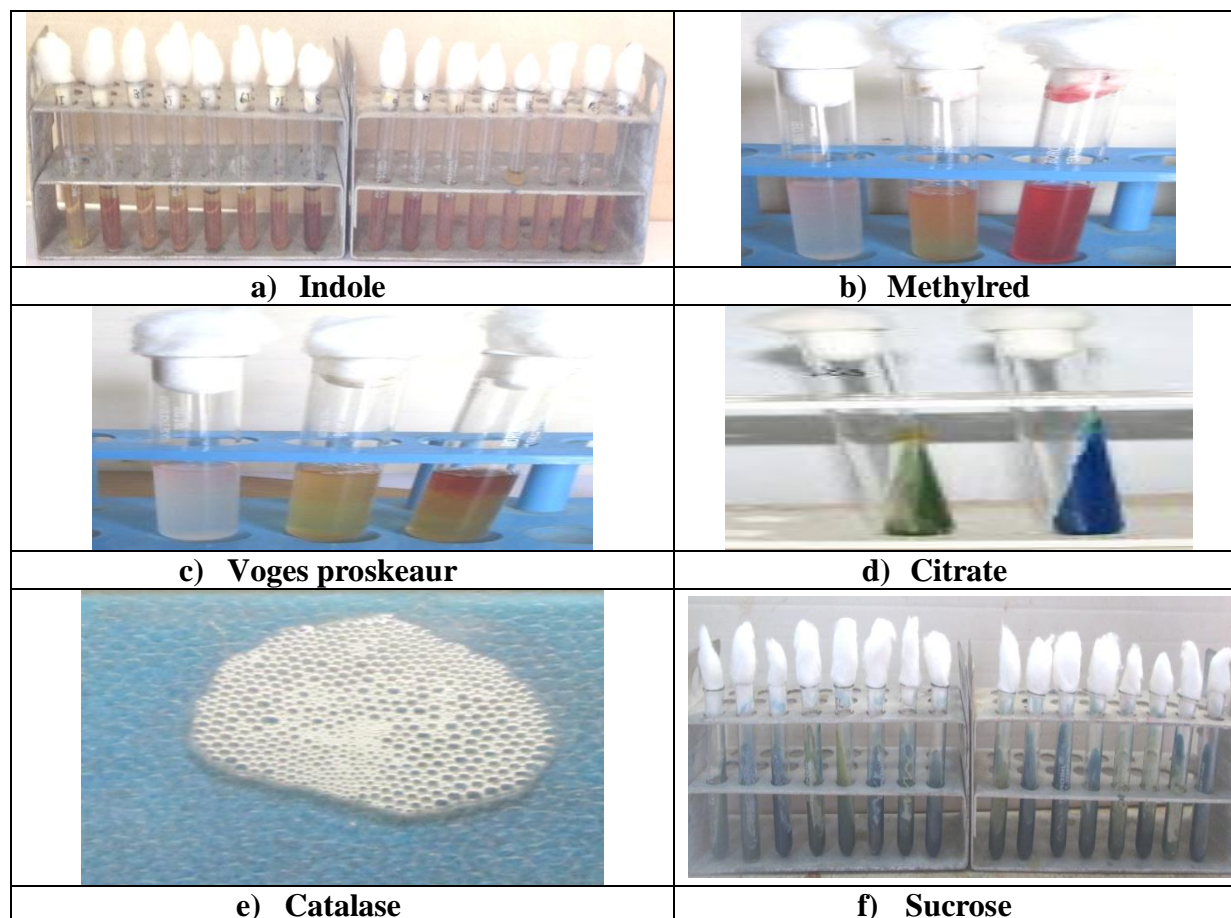 a) Indole
b) Methylred
c) Voges proskeaur
d) Citrate
e) Catalase
f) Sucrose